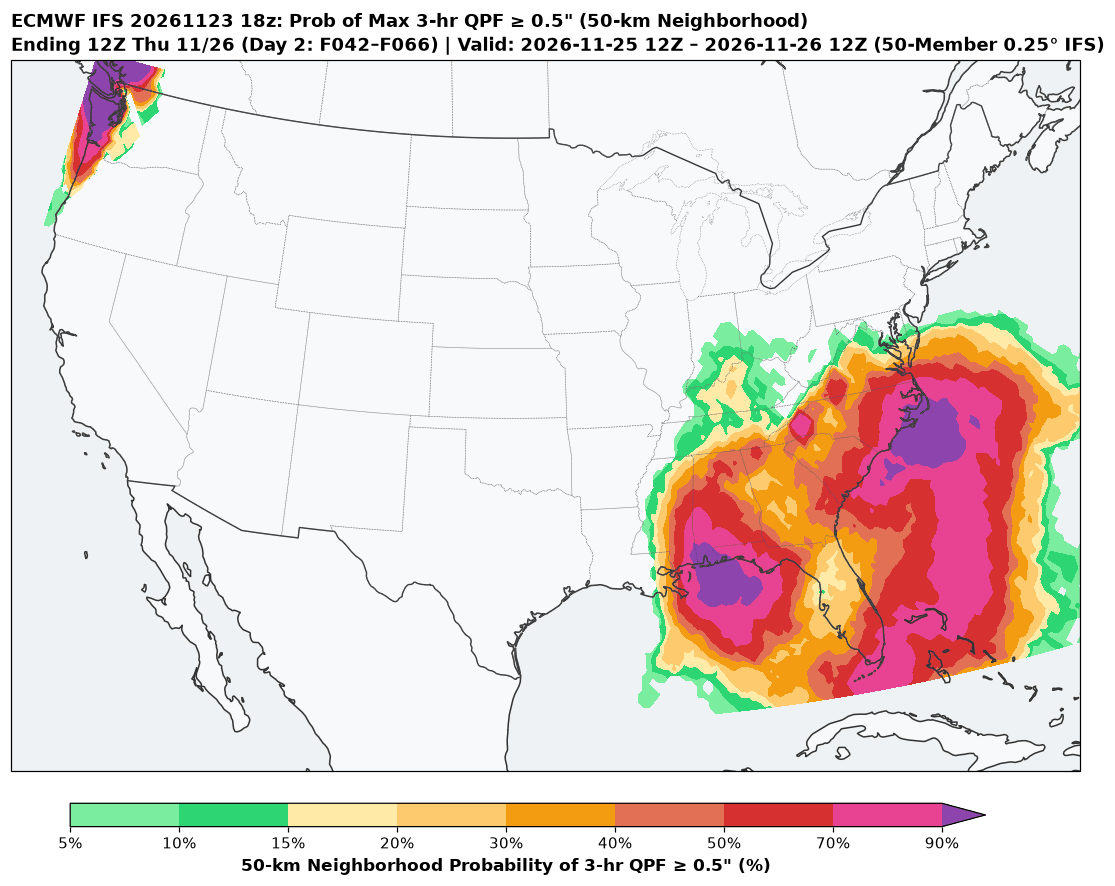 ECMWF IFS 20261123 18z: Prob of Max 3-hr QPF ≥ 0.5" (50-km Neighborhood)
Ending 12Z Thu 11/26 (Day 2: F042–F066) | Valid: 2026-11-25 12Z – 2026-11-26 12Z (50-Member 0.25° IFS)
5% 10% 15% 20% 30% 40% 50% 70% 90%
50-km Neighborhood Probability of 3-hr QPF ≥ 0.5" (%)